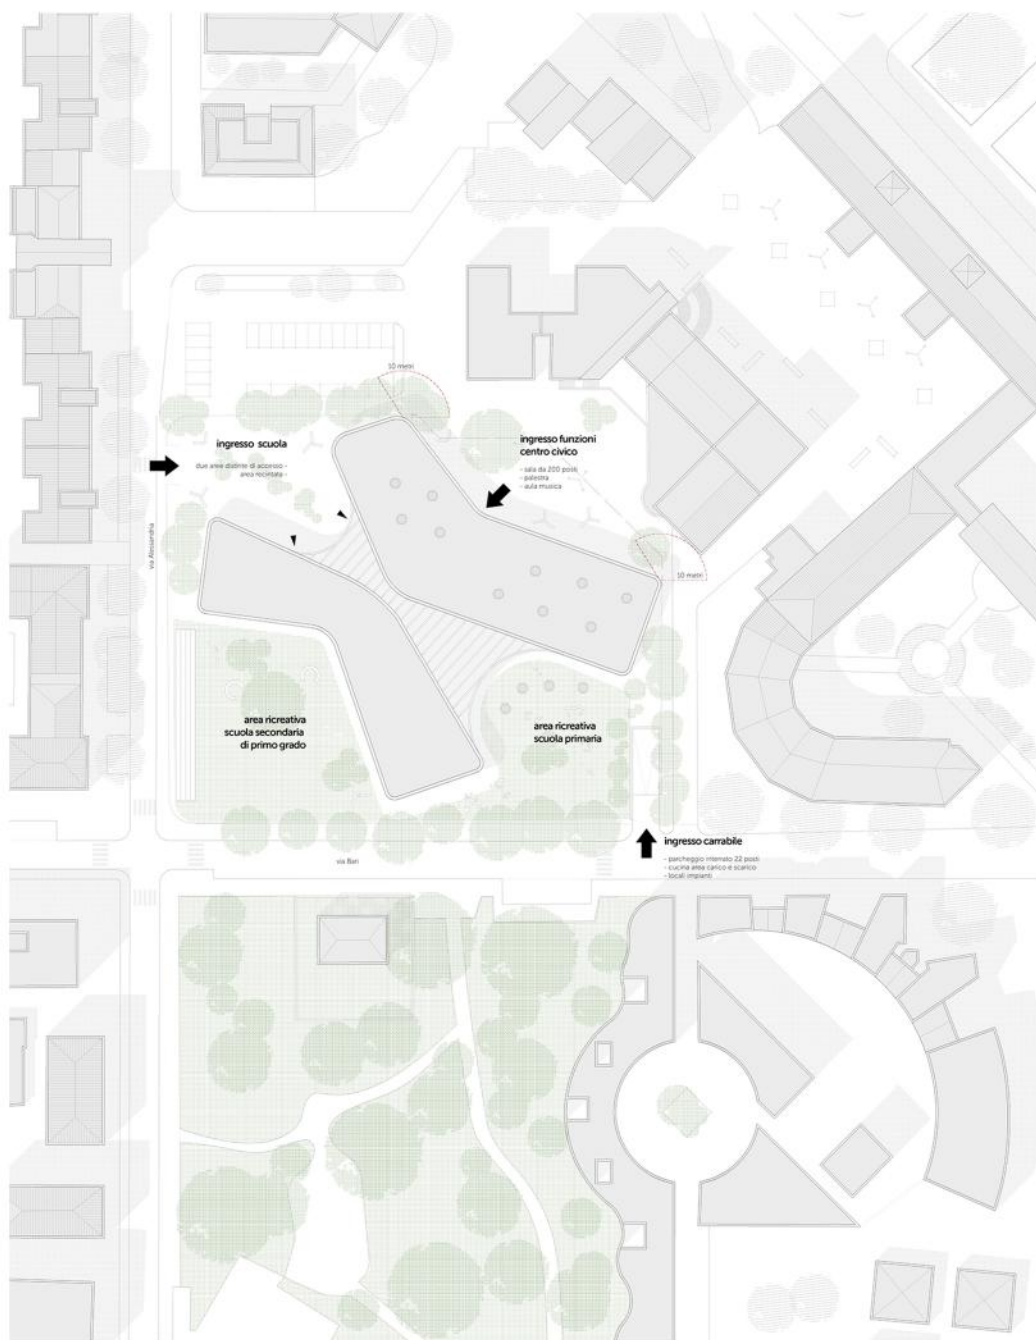 10 metri
ingresso scuola
due aree distinte di accesso -
area recintata -
ingresso funzioni
centro civico
- sala da 200 posti
- palestra
- aula musica
via Alessandria
10 metri
area ricreativa
scuola secondaria
di primo grado
area ricreativa
scuola primaria
ingresso carrabile
- parcheggio interrato 22 posti
- cucina area carico e scarico
- locali impianti
via Bari